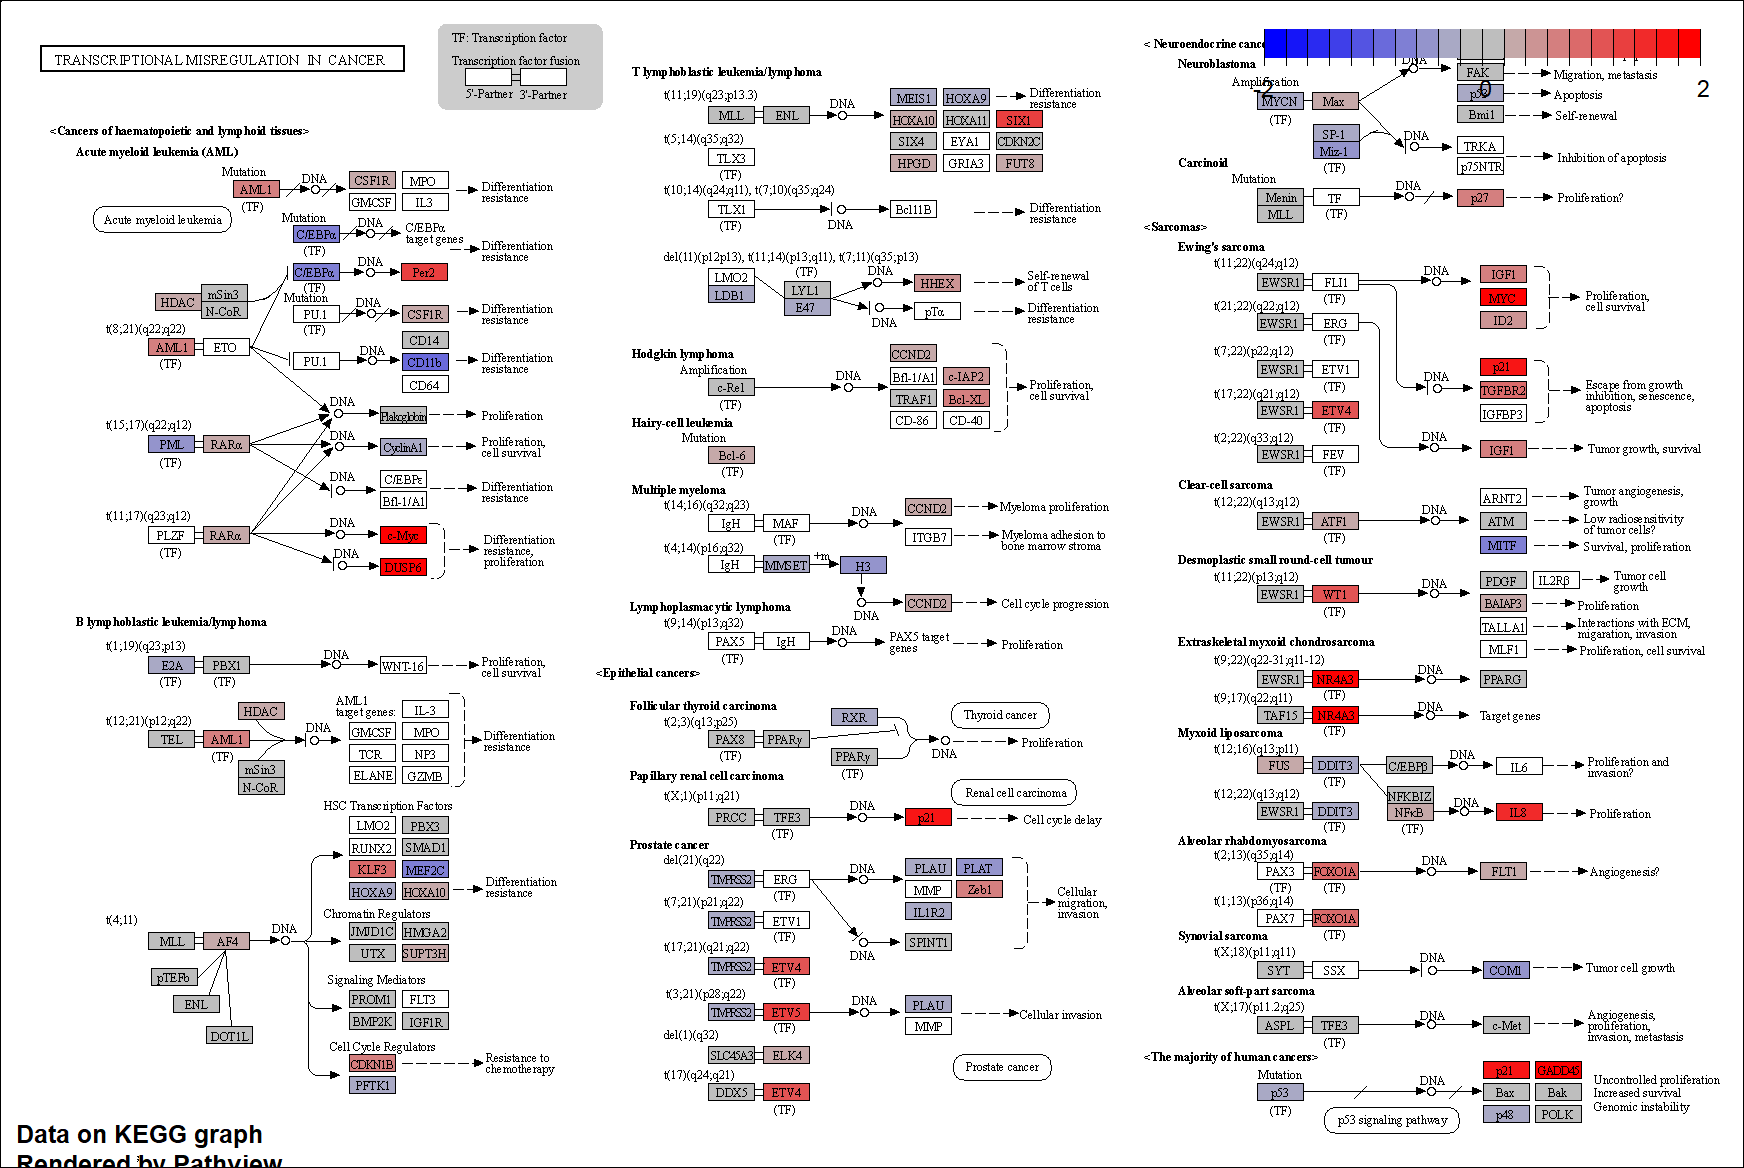 TRANSCRIPTIONAL MISREGULATION IN CANCER
TF: Transcription factor
Transcription factor fusion
5'-Partner 3'-Partner
<Cancers of haematopoietic and lymphoid tissues>
Acute myeloid leukemia (AML)
Mutation
AML1
(TF)
DNA
CSF1R
MPO
GMCSF
IL3
Differentiation
resistance
Acute myeloid leukemia
Mutation
C/EBPα
(TF)
DNA
C/EBPα
target genes
Differentiation
resistance
C/EBPα
(TF)
DNA
Per2
HDAC
mSin3
N-CoR
Mutation
PU.1
(TF)
DNA
CSF1R
Differentiation
resistance
t(8;21)(q22;q22)
AML1
ETO
(TF)
PU.1
DNA
CD14
CD11b
CD64
Differentiation
resistance
DNA
Plakoglobin
Proliferation
t(15;17)(q22;q12)
PML
RARα
(TF)
DNA
CyclinA1
Proliferation,
cell survival
DNA
C/EBPε
Bfl-1/A1
Differentiation
resistance
t(11;17)(q23;q12)
PLZF
RARα
(TF)
DNA
c-Myc
DNA
DUSP6
Differentiation
resistance,
proliferation
B lymphoblastic leukemia/lymphoma
t(1;19)(q23;p13)
E2A
PBX1
(TF)
(TF)
DNA
WNT-16
Proliferation,
cell survival
t(12;21)(p12;q22)
TEL
AML1
(TF)
HDAC
mSin3
N-CoR
DNA
AML1
target genes:
IL-3
GMCSF
MPO
TCR
NP3
ELANE
GZMB
Differentiation
resistance
HSC Transcription Factors
LMO2
PBX3
RUNX2
SMAD1
KLF3
MEF2C
HOXA9
HOXA10
Differentiation
resistance
t(4;11)
MLL
AF4
DNA
pTEFb
ENL
DOT1L
Chromatin Regulators
JMJD1C
HMGA2
UTX
SUPT3H
Signaling Mediators
PROM1
FLT3
BMP2K
IGF1R
Cell Cycle Regulators
CDKN1B
PFTK1
Resistance to
chemotherapy
Data on KEGG graph
Rendered by Pathview
T lymphoblastic leukemia/lymphoma
t(11;19)(q23;p13.3)
MLL
ENL
DNA
MEIS1
HOXA9
HOXA10
HOXA11
SIX1
SIX4
EYA1
CDKN2C
HPGD
GRIA3
FUT8
Differentiation
resistance
t(5;14)(q35;q32)
TLX3
(TF)
t(10;14)(q24;q11), t(7;10)(q35;q24)
TLX1
(TF)
DNA
Bcl11B
Differentiation
resistance
del(11)(p12p13), t(11;14)(p13;q11), t(7;11)(q35;p13)
LMO2
LDB1
(TF)
LYL1
E47
DNA
HHEX
Self-renewal
of T cells
DNA
pTα
Differentiation
resistance
Hodgkin lymphoma
Amplification
c-Rel
(TF)
DNA
CCND2
Bfl-1/A1
c-IAP2
TRAF1
Bcl-XL
CD-86
CD-40
Proliferation,
cell survival
Hairy-cell leukemia
Mutation
Bcl-6
(TF)
Multiple myeloma
t(14;16)(q32;q23)
IgH
MAF
(TF)
DNA
CCND2
Myeloma proliferation
ITGB7
Myeloma adhesion to
bone marrow stroma
t(4;14)(p16;q32)
IgH
MMSET
+m
H3
DNA
CCND2
Cell cycle progression
Lymphoplasmacytic lymphoma
t(9;14)(p13;q32)
PAX5
IgH
(TF)
DNA
PAX5 target
genes
Proliferation
<Epithelial cancers>
Follicular thyroid carcinoma
t(2;3)(q13;p25)
PAX8
PPARγ
(TF)
RXR
PPARγ
(TF)
DNA
Thyroid cancer
Proliferation
Papillary renal cell carcinoma
t(X;1)(p11;q21)
PRCC
TFE3
(TF)
DNA
p21
Renal cell carcinoma
Cell cycle delay
Prostate cancer
del(21)(q22)
TMPRSS2
ERG
(TF)
DNA
PLAU
PLAT
MMP
Zeb1
IL1R2
Cellular
migration,
invasion
t(7;21)(p21;q22)
TMPRSS2
ETV1
(TF)
DNA
SPINT1
t(17;21)(q21;q22)
TMPRSS2
ETV4
(TF)
t(3;21)(p28;q22)
TMPRSS2
ETV5
(TF)
DNA
PLAU
MMP
Cellular invasion
del(1)(q32)
SLC45A3
ELK4
t(17)(q24;q21)
DDX5
ETV4
(TF)
Prostate cancer
< Neuroendocrine cance
-2
0
2
Neuroblastoma
Amplification
MYCN
Max
(TF)
DNA
FAK
Migration, metastasis
p53
Apoptosis
Bmi1
Self-renewal
SP-1
Miz-1
(TF)
DNA
TRKA
p75NTR
Inhibition of apoptosis
Carcinoid
Mutation
Menin
MLL
TF
(TF)
DNA
p27
Proliferation?
<Sarcomas>
Ewing's sarcoma
t(11;22)(q24;q12)
EWSR1
FLI1
(TF)
DNA
IGF1
MYC
ID2
Proliferation,
cell survival
t(21;22)(q22;q12)
EWSR1
ERG
(TF)
t(7;22)(p22;q12)
EWSR1
ETV1
(TF)
DNA
p21
TGFBR2
IGFBP3
Escape from growth
inhibition, senescence,
apoptosis
t(17;22)(q21;q12)
EWSR1
ETV4
(TF)
t(2;22)(q33;q12)
EWSR1
FEV
(TF)
DNA
IGF1
Tumor growth, survival
Clear-cell sarcoma
t(12;22)(q13;q12)
EWSR1
ATF1
(TF)
DNA
ARNT2
Tumor angiogenesis,
growth
ATM
Low radiosensitivity
of tumor cells?
MITF
Survival, proliferation
Desmoplastic small round-cell tumour
t(11;22)(p13;q12)
EWSR1
WT1
(TF)
DNA
PDGF
IL2Rβ
Tumor cell
growth
BAIAP3
Proliferation
TALLA1
Interactions with ECM,
migaration, invasion
MLF1
Proliferation, cell survival
Extraskeletal myxoid chondrosarcoma
t(9;22)(q22-31;q11-12)
EWSR1
NR4A3
(TF)
DNA
PPARG
t(9;17)(q22;q11)
TAF15
NR4A3
(TF)
DNA
Target genes
Myxoid liposarcoma
t(12;16)(q13;p11)
FUS
DDIT3
(TF)
C/EBPβ
DNA
IL6
Proliferation and
invasion?
t(12;22)(q13;q12)
EWSR1
DDIT3
(TF)
NFKBIZ
NFκB
(TF)
DNA
IL8
Proliferation
Alveolar rhabdomyosarcoma
t(2;13)(q35;q14)
PAX3
FOXO1A
(TF)
(TF)
DNA
FLT1
Angiogenesis?
t(1;13)(p36;q14)
PAX7
FOXO1A
(TF)
Synovial sarcoma
t(X;18)(p11;q11)
SYT
SSX
(TF)
DNA
COM1
Tumor cell growth
Alveolar soft-part sarcoma
t(X;17)(p11.2;q25)
ASPL
TFE3
(TF)
DNA
c-Met
Angiogenesis,
proliferation,
invasion, metastasis
<The majority of human cancers>
Mutation
p53
(TF)
DNA
p21
GADD45
Bax
Bak
p48
POLK
Uncontrolled proliferation
Increased survival
Genomic instability
p53 signaling pathway